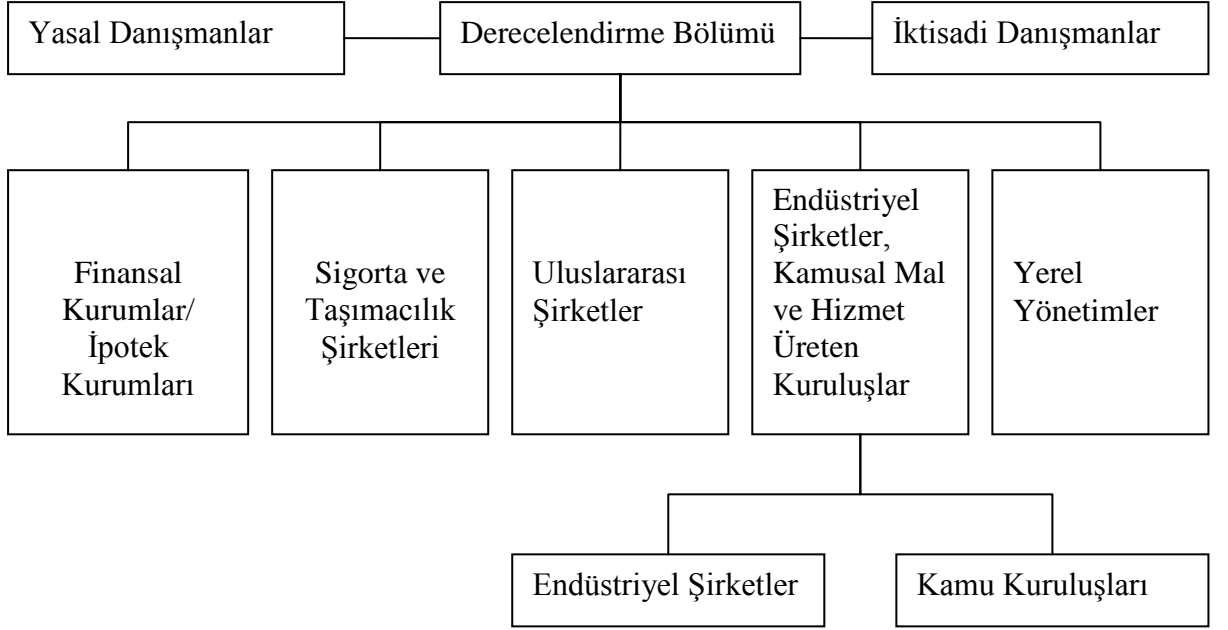 Yasal Danışmanlar
Derecelendirme Bölümü
İktisadi Danışmanlar
Finansal
Kurumlar/
İpotek
Kurumları
Sigorta ve
Taşımacılık
Şirketleri
Uluslararası
Şirketler
Endüstriyel
Şirketler,
Kamusal Mal
ve Hizmet
Üreten
Kuruluşlar
Yerel
Yönetimler
Endüstriyel Şirketler
Kamu Kuruluşları